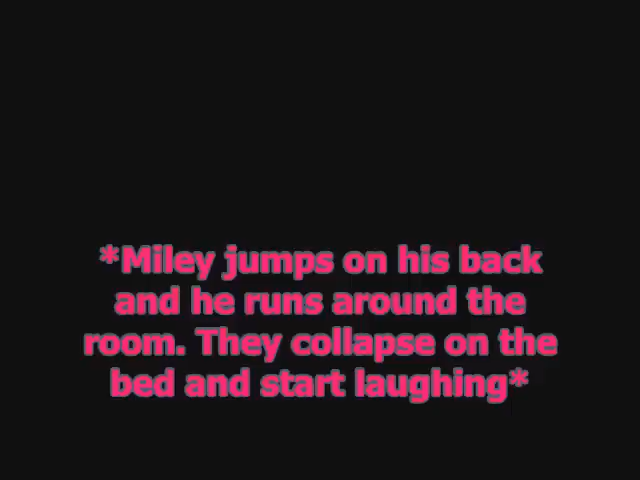 *Miley jumps on his back
and he runs around the
room. They collapse on the
bed and start laughing*